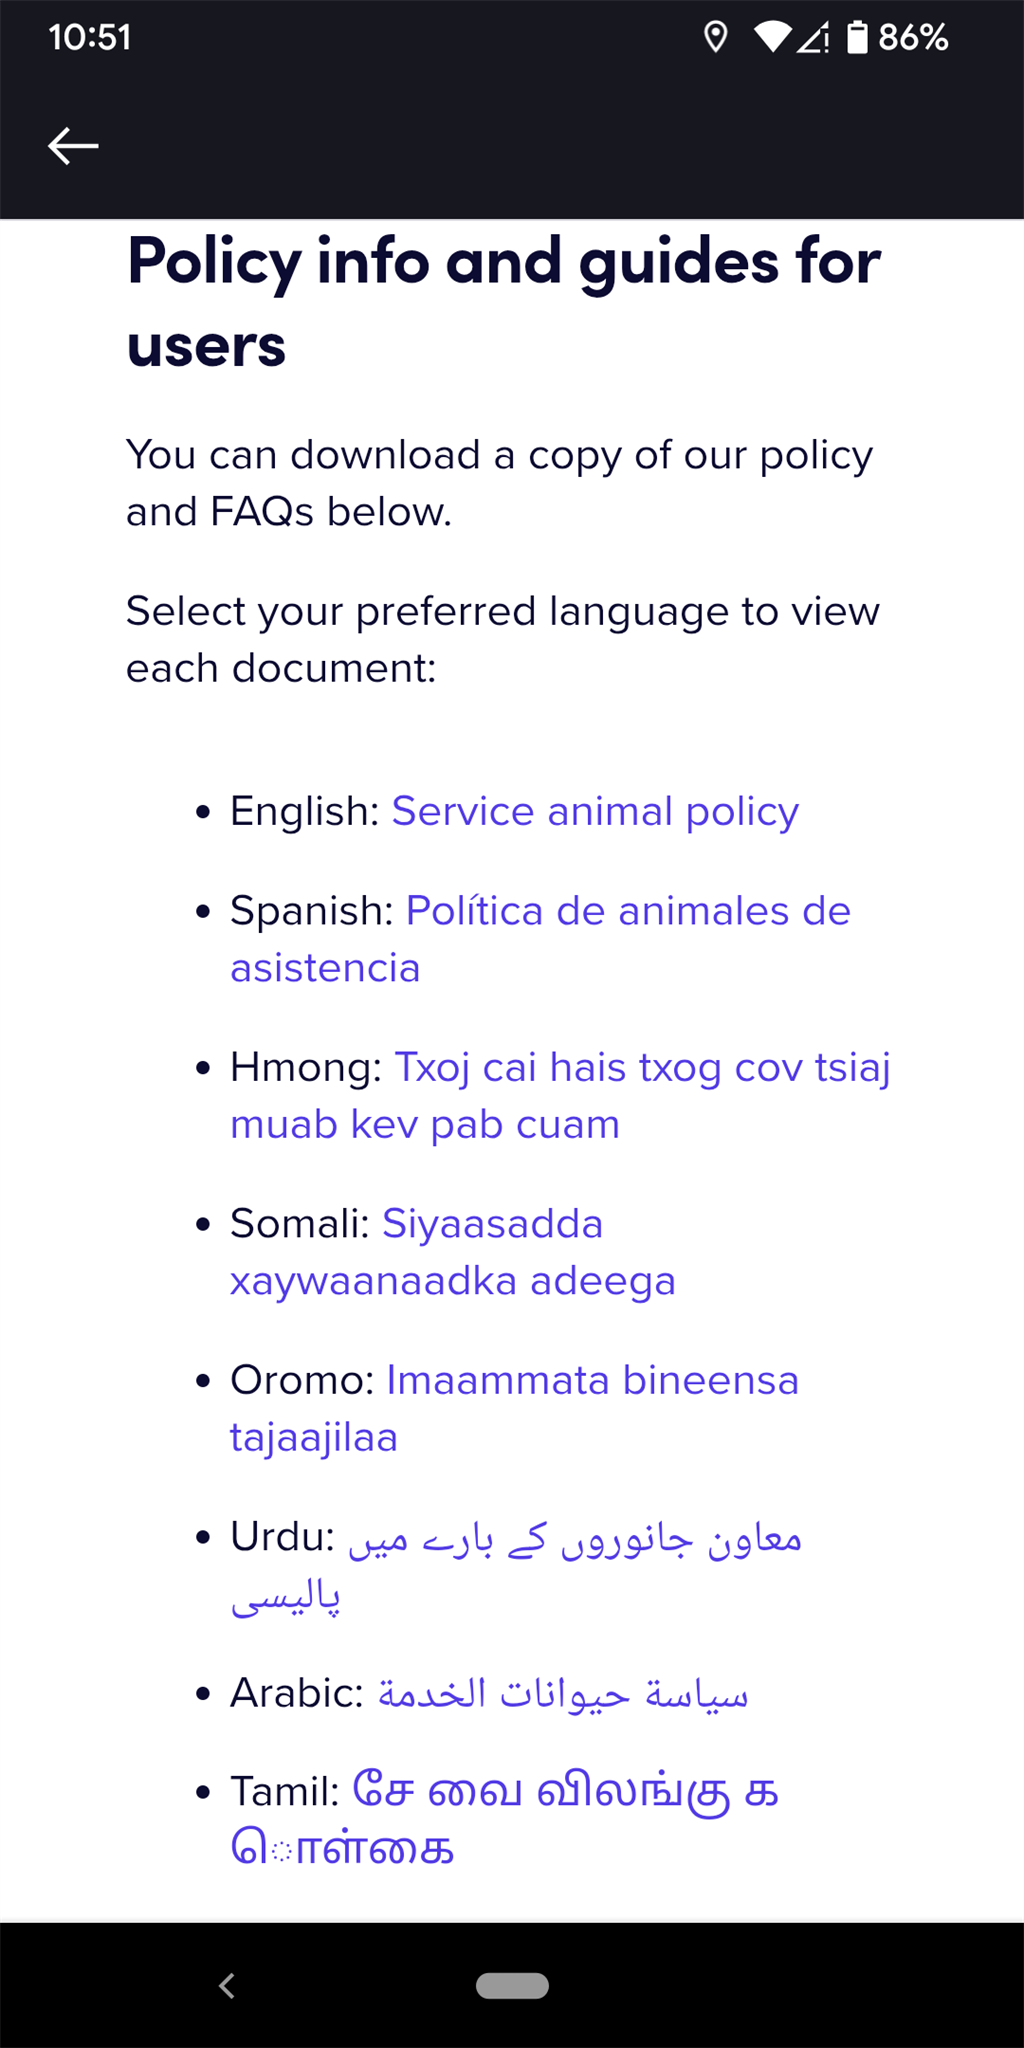 10:51
86%
Policy info and guides for
users
You can download a copy of our policy
and FAQs below.
Select your preferred language to view
each document:
• English: Service animal policy
• Spanish: Política de animales de
asistencia
• Hmong: Txoj cai hais txog cov tsiaj
muab kev pab cuam
• Somali: Siyaasadda
xaywaanaadka adeega
• Oromo: Imaammata bineensa
tajaajilaa
• Urdu: معاون جانوروں کے بارے میں
پالیسی
• Arabic: سياسة حيوانات الخدمة
• Tamil: சே வை விலங்கு க
ொள்கை